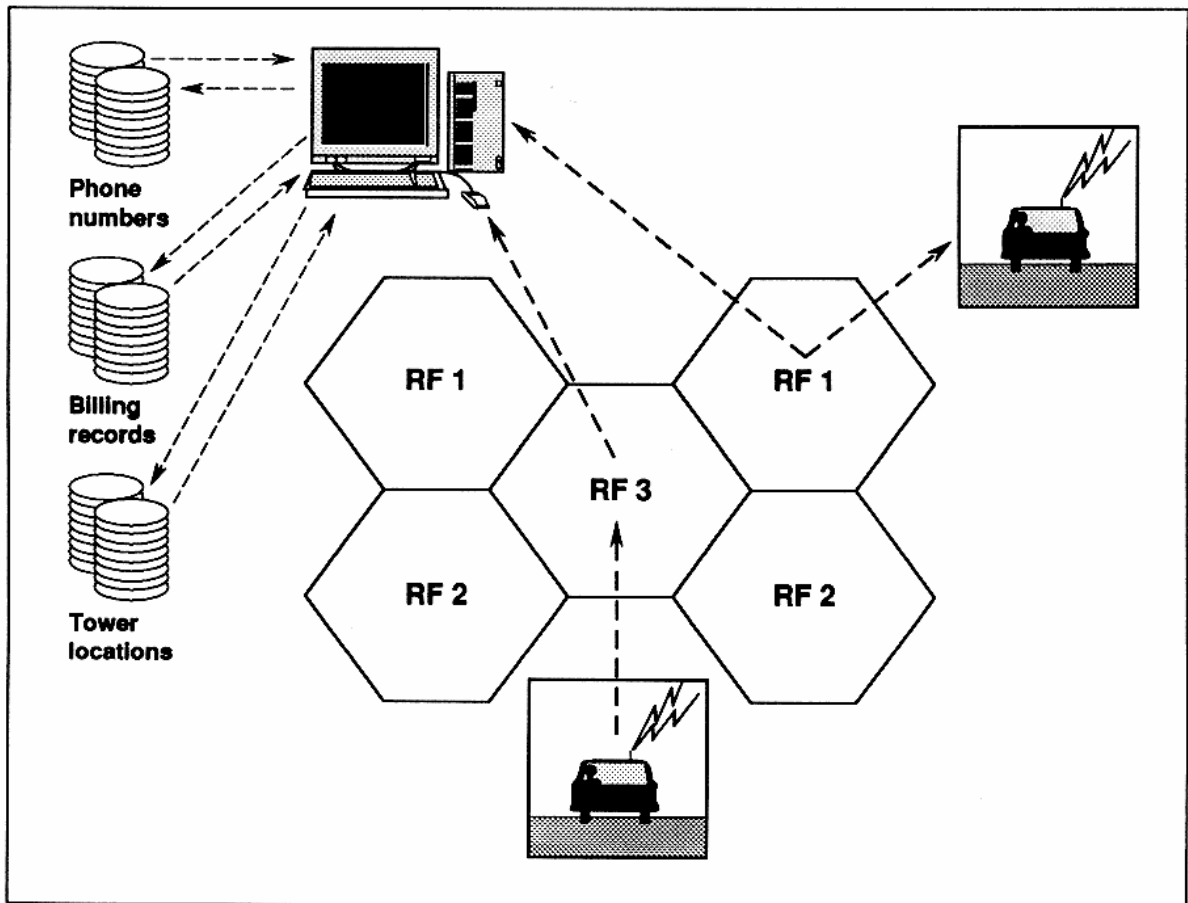 Phone
numbers
Billing
records
Tower
locations
RF 1
RF 1
RF 3
RF 2
RF 2